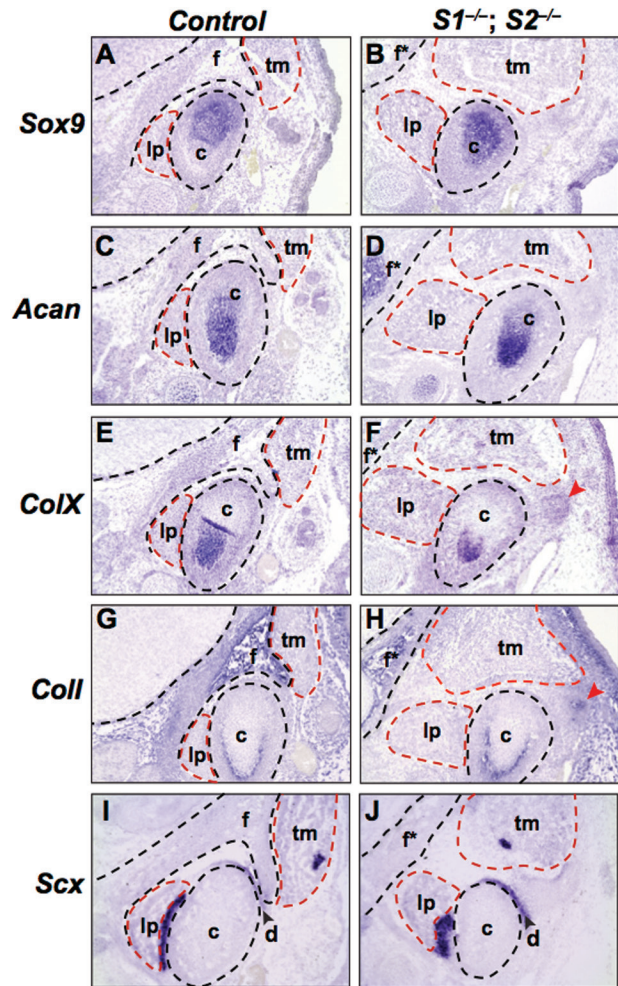 Control S1–/–; S2–/–
Sox9
A f tm lp c
B f* tm lp c
Acan
C f tm c lp
D f* tm c lp
ColX
E f tm c lp
F f* tm lp c
ColI
G f tm lp c
H f* tm lp c
Scx
I f tm lp c d
J f* tm lp c d